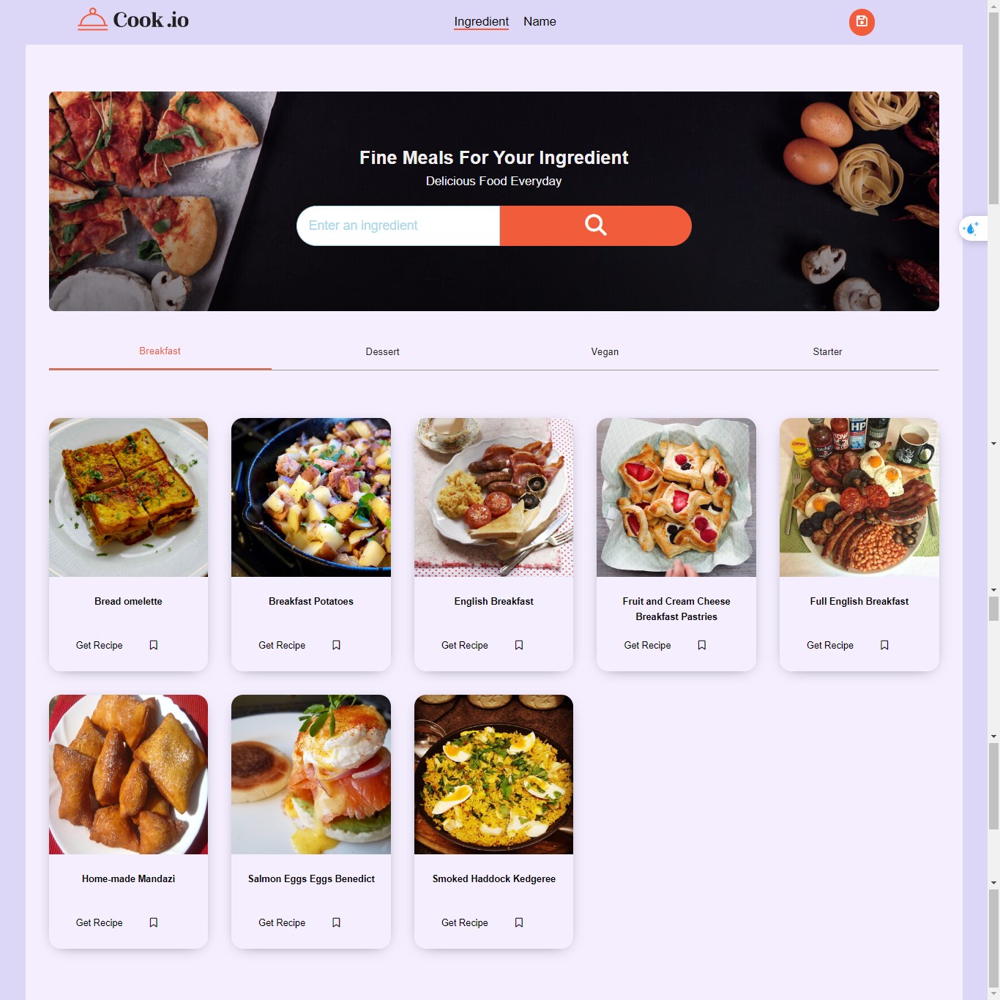 Cook.io
Ingredient Name
Fine Meals For Your Ingredient
Delicious Food Everyday
Enter an ingredient
Breakfast Dessert Vegan Starter
HP
Bread omelette
Get Recipe
Breakfast Potatoes
Get Recipe
English Breakfast
Get Recipe
Fruit and Cream Cheese
Breakfast Pastries
Get Recipe
Full English Breakfast
Get Recipe
Home-made Mandazi
Get Recipe
Salmon Eggs Eggs Benedict
Get Recipe
Smoked Haddock Kedgeree
Get Recipe